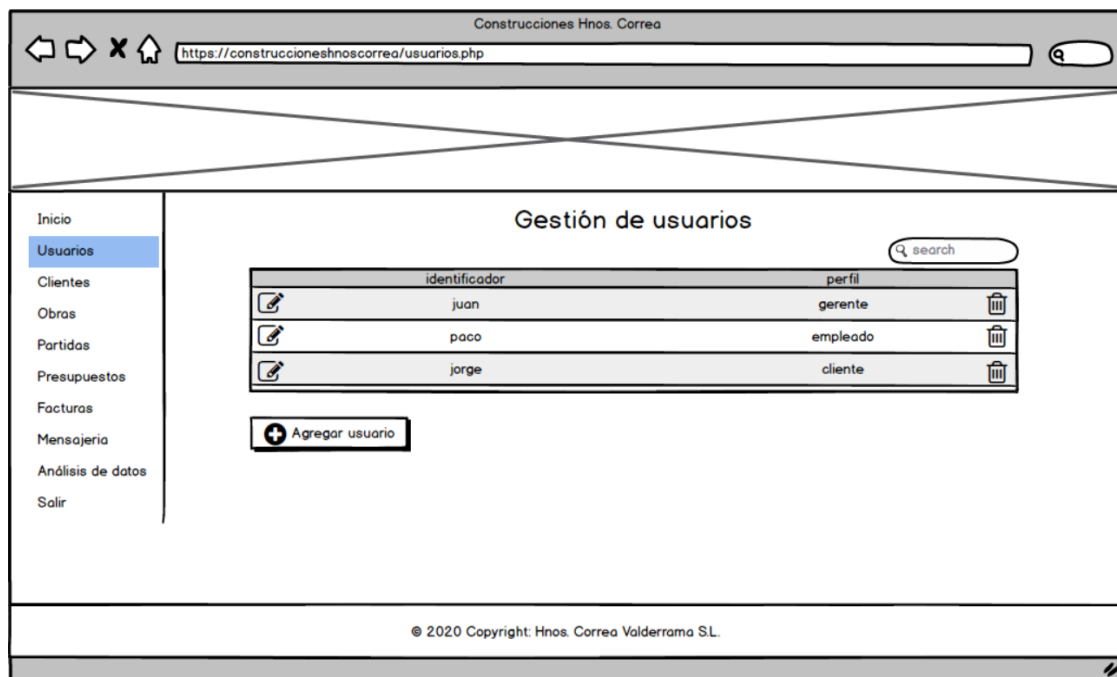 Construcciones Hnos. Correa
https://construccioneshnoscorrea/usuarios.php
Inicio
Usuarios
Clientes
Obras
Partidas
Presupuestos
Facturas
Mensajeria
Análisis de datos
Salir
Gestión de usuarios
search
identificador perfil
juan gerente
paco empleado
jorge cliente
Agregar usuario
© 2020 Copyright: Hnos. Correa Valderrama S.L.